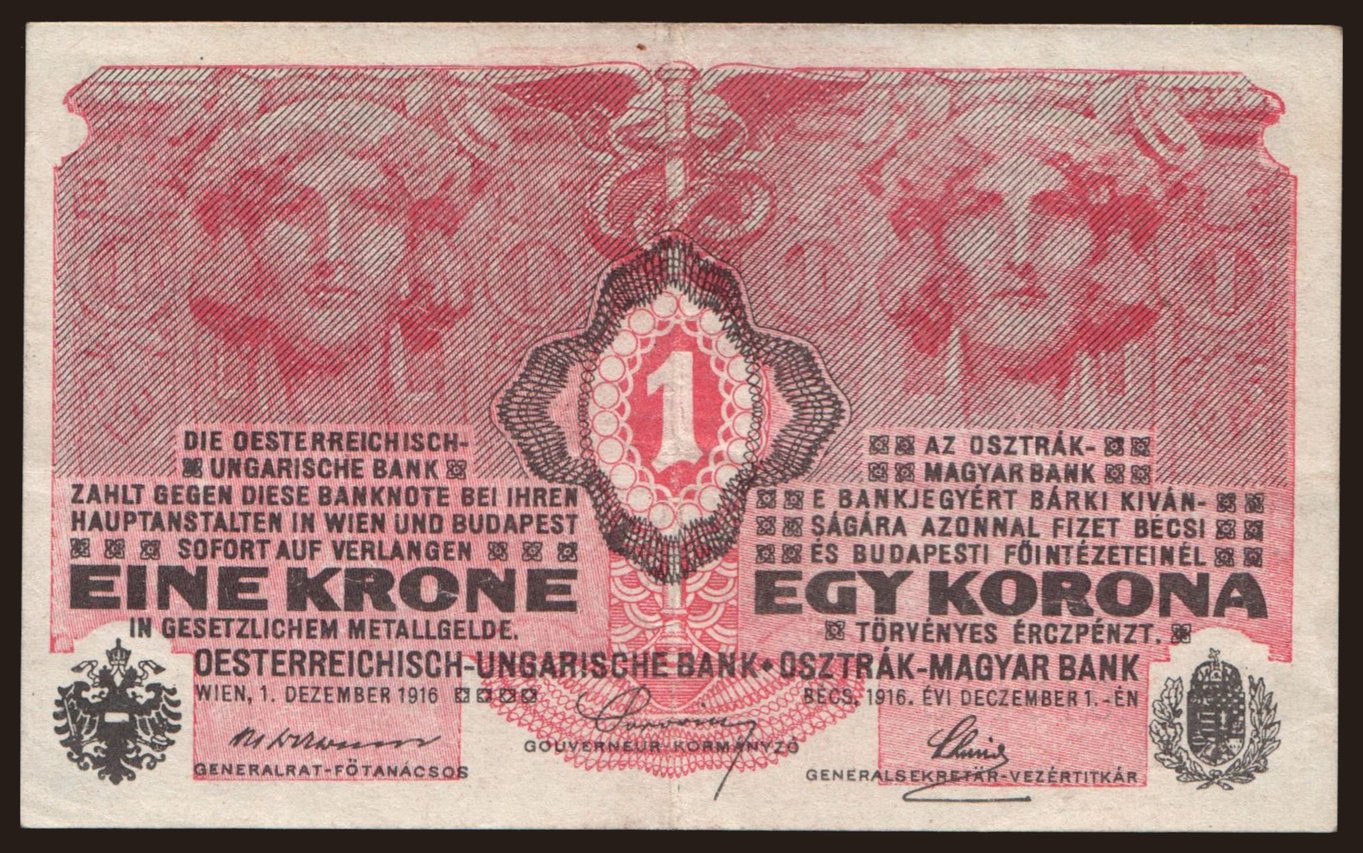 DIE OESTERREICHISCH-
UNGARISCHE BANK
ZAHLT GEGEN DIESE BANKNOTE BEI IHREN
HAUPTANSTALTEN IN WIEN UND BUDAPEST
SOFORT AUF VERLANGEN
EINE KRONE
IN GESETZLICHEM METALLGELDE.
1
AZ OSZTRÁK-
MAGYAR BANK
E BANKJEGYÉRT BÁRKI KIVÁN-
SÁGÁRA AZONNAL FIZET BÉCSI
ÉS BUDAPESTI FŐINTÉZETEINÉL
EGY KORONA
TÖRVÉNYES ÉRCZPÉNZT.
OESTERREICHISCH-UNGARISCHE BANK • OSZTRÁK-MAGYAR BANK
WIEN, 1. DEZEMBER 1916
BÉCS, 1916. ÉVI DECZEMBER 1.-ÉN
GENERALRAT-FŐTANÁCSOS
GOUVERNEUR-KORMÁNYZÓ
GENERALSEKRETÄR-VEZÉRTITKÁR